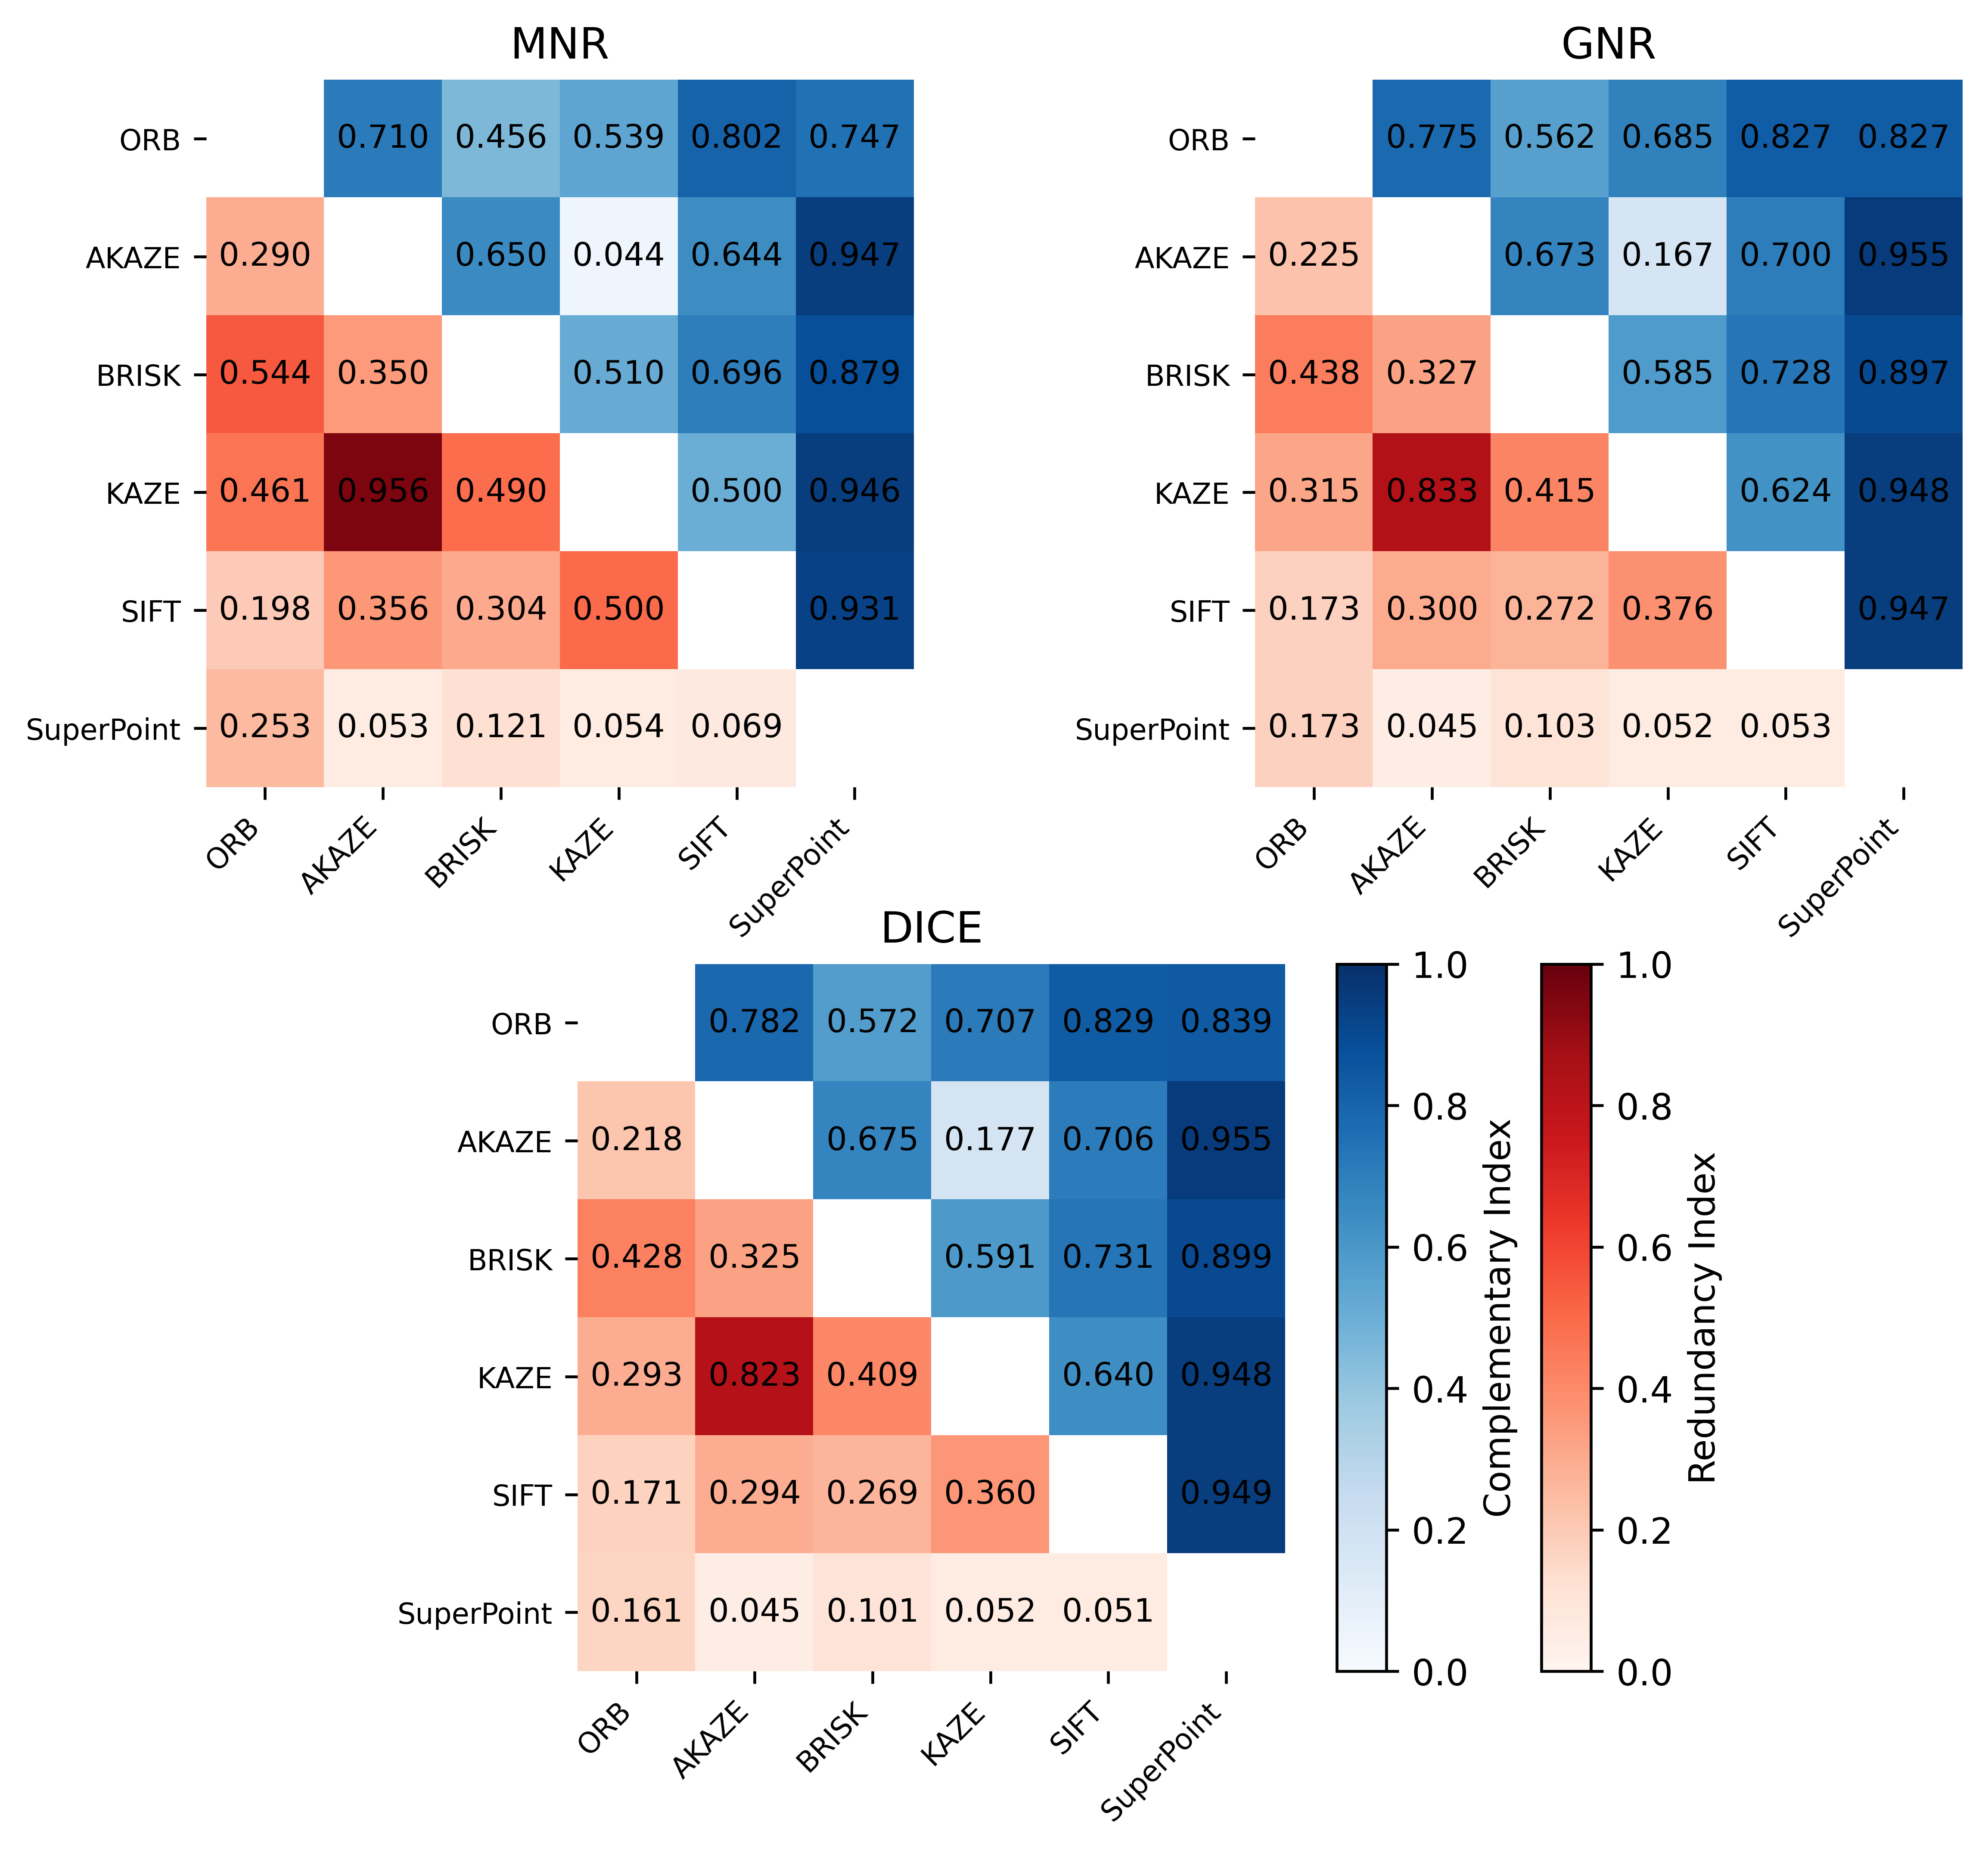 MNR
ORB 0.710 0.456 0.539 0.802 0.747
AKAZE 0.290 0.650 0.044 0.644 0.947
BRISK 0.544 0.350 0.510 0.696 0.879
KAZE 0.461 0.956 0.490 0.500 0.946
SIFT 0.198 0.356 0.304 0.500 0.931
SuperPoint 0.253 0.053 0.121 0.054 0.069
ORB AKAZE BRISK KAZE SIFT SuperPoint
GNR
ORB 0.775 0.562 0.685 0.827 0.827
AKAZE 0.225 0.673 0.167 0.700 0.955
BRISK 0.438 0.327 0.585 0.728 0.897
KAZE 0.315 0.833 0.415 0.624 0.948
SIFT 0.173 0.300 0.272 0.376 0.947
SuperPoint 0.173 0.045 0.103 0.052 0.053
ORB AKAZE BRISK KAZE SIFT SuperPoint
DICE
ORB 0.782 0.572 0.707 0.829 0.839
AKAZE 0.218 0.675 0.177 0.706 0.955
BRISK 0.428 0.325 0.591 0.731 0.899
KAZE 0.293 0.823 0.409 0.640 0.948
SIFT 0.171 0.294 0.269 0.360 0.949
SuperPoint 0.161 0.045 0.101 0.052 0.051
ORB AKAZE BRISK KAZE SIFT SuperPoint
1.0
0.8
0.6
0.4
0.2
0.0
Complementary Index
1.0
0.8
0.6
0.4
0.2
0.0
Redundancy Index